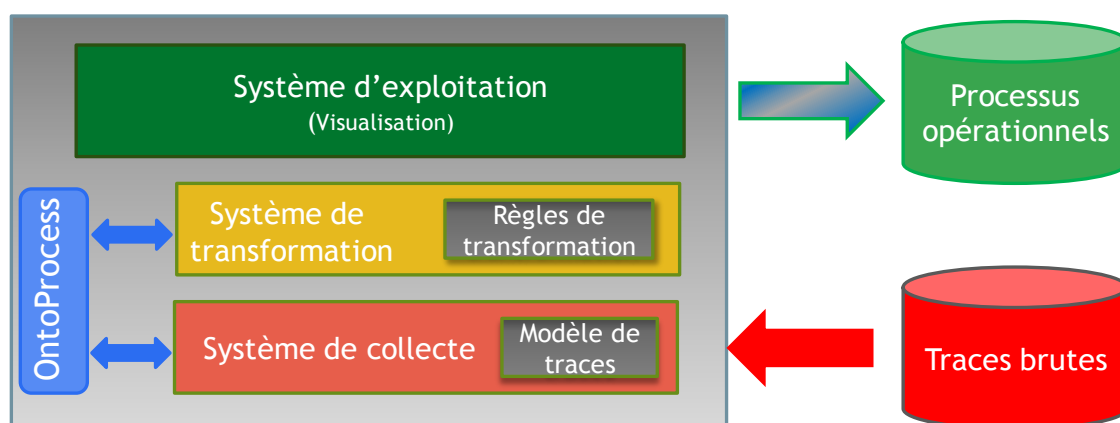 Système d’exploitation
(Visualisation)
Processus
opérationnels
OntoProcess
Système de
transformation
Règles de
transformation
Système de collecte
Modèle de
traces
Traces brutes